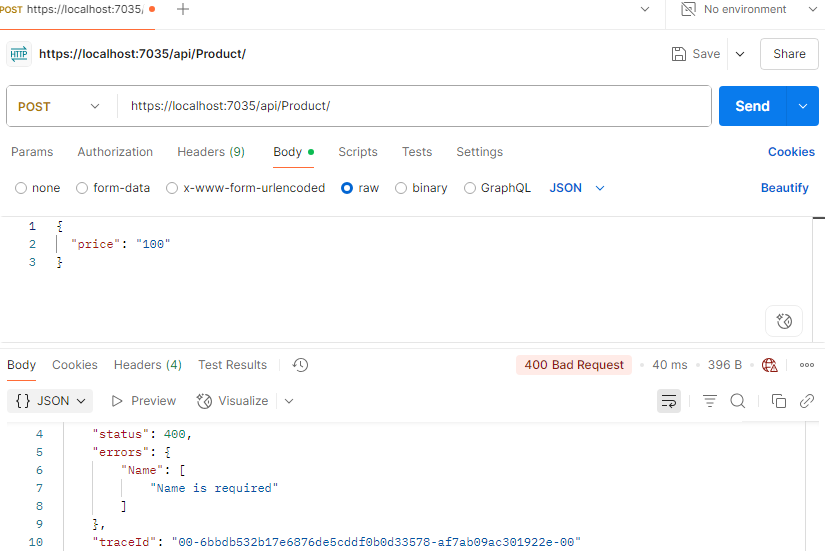 POST https://localhost:7035/
No environment
HTTP https://localhost:7035/api/Product/
Save
Share
POST
https://localhost:7035/api/Product/
Send
Params Authorization Headers (9) Body Scripts Tests Settings Cookies
none form-data x-www-form-urlencoded raw binary GraphQL JSON Beautify
1 {
2 "price": "100"
3 }
Body Cookies Headers (4) Test Results 400 Bad Request 40 ms 396 B
{} JSON Preview Visualize
4 "status": 400,
5 "errors": {
6 "Name": [
7 "Name is required"
8 ]
9 },
10 "traceId": "00-6bbdb532b17e6876de5cddf0b0d33578-af7ab09ac301922e-00"